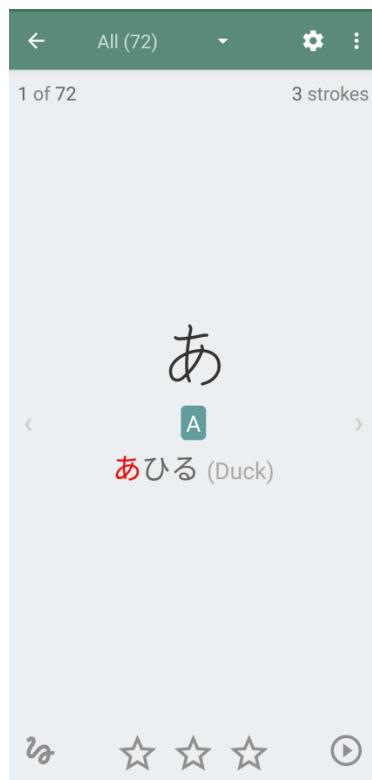 All (72)
1 of 72
3 strokes
あ
A
あひる (Duck)